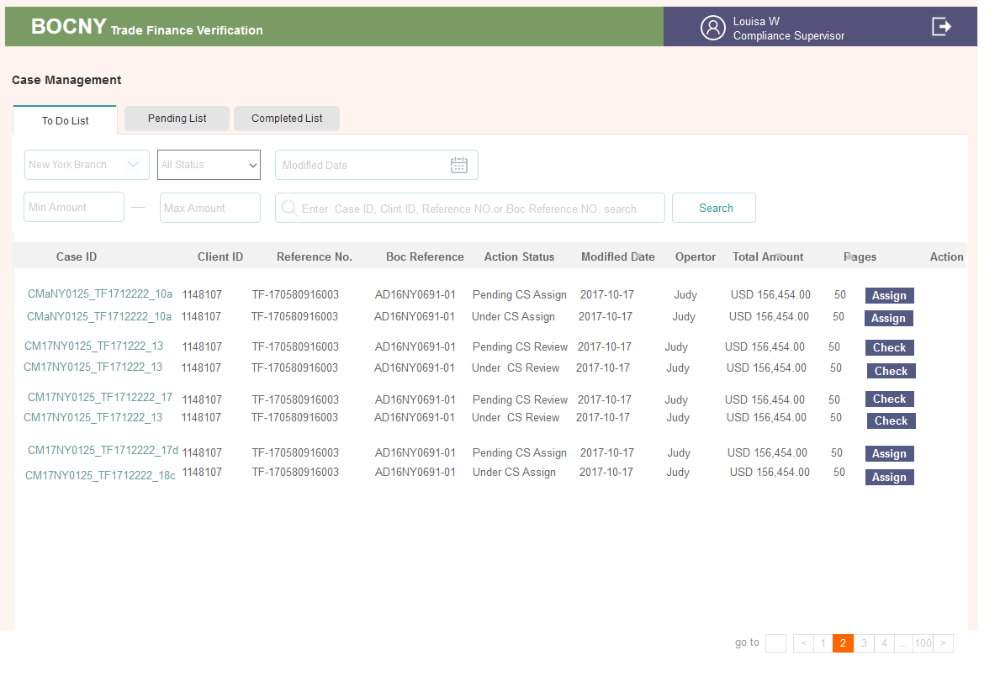 BOCNY Trade Finance Verification
Louisa W
Compliance Supervisor
Case Management
To Do List Pending List Completed List
New York Branch All Status Modifled Date
Min Amount — Max Amount Enter Case ID, Clint ID, Reference NO.or Boc Reference NO. search Search
Case ID Client ID Reference No. Boc Reference Action Status Modifled Date Opertor Total Amount Pages Action
CMaNY0125_TF1712222_10a 1148107 TF-170580916003 AD16NY0691-01 Pending CS Assign 2017-10-17 Judy USD 156,454.00 50 Assign
CMaNY0125_TF1712222_10a 1148107 TF-170580916003 AD16NY0691-01 Under CS Assign 2017-10-17 Judy USD 156,454.00 50 Assign
CM17NY0125_TF171222_13 1148107 TF-170580916003 AD16NY0691-01 Pending CS Review 2017-10-17 Judy USD 156,454.00 50 Check
CM17NY0125_TF171222_13 1148107 TF-170580916003 AD16NY0691-01 Under CS Review 2017-10-17 Judy USD 156,454.00 50 Check
CM17NY0125_TF1712222_17 1148107 TF-170580916003 AD16NY0691-01 Pending CS Review 2017-10-17 Judy USD 156,454.00 50 Check
CM17NY0125_TF171222_13 1148107 TF-170580916003 AD16NY0691-01 Under CS Review 2017-10-17 Judy USD 156,454.00 50 Check
CM17NY0125_TF1712222_17d 1148107 TF-170580916003 AD16NY0691-01 Pending CS Assign 2017-10-17 Judy USD 156,454.00 50 Assign
CM17NY0125_TF1712222_18c 1148107 TF-170580916003 AD16NY0691-01 Under CS Assign 2017-10-17 Judy USD 156,454.00 50 Assign
go to < 1 2 3 4 ... 100 >